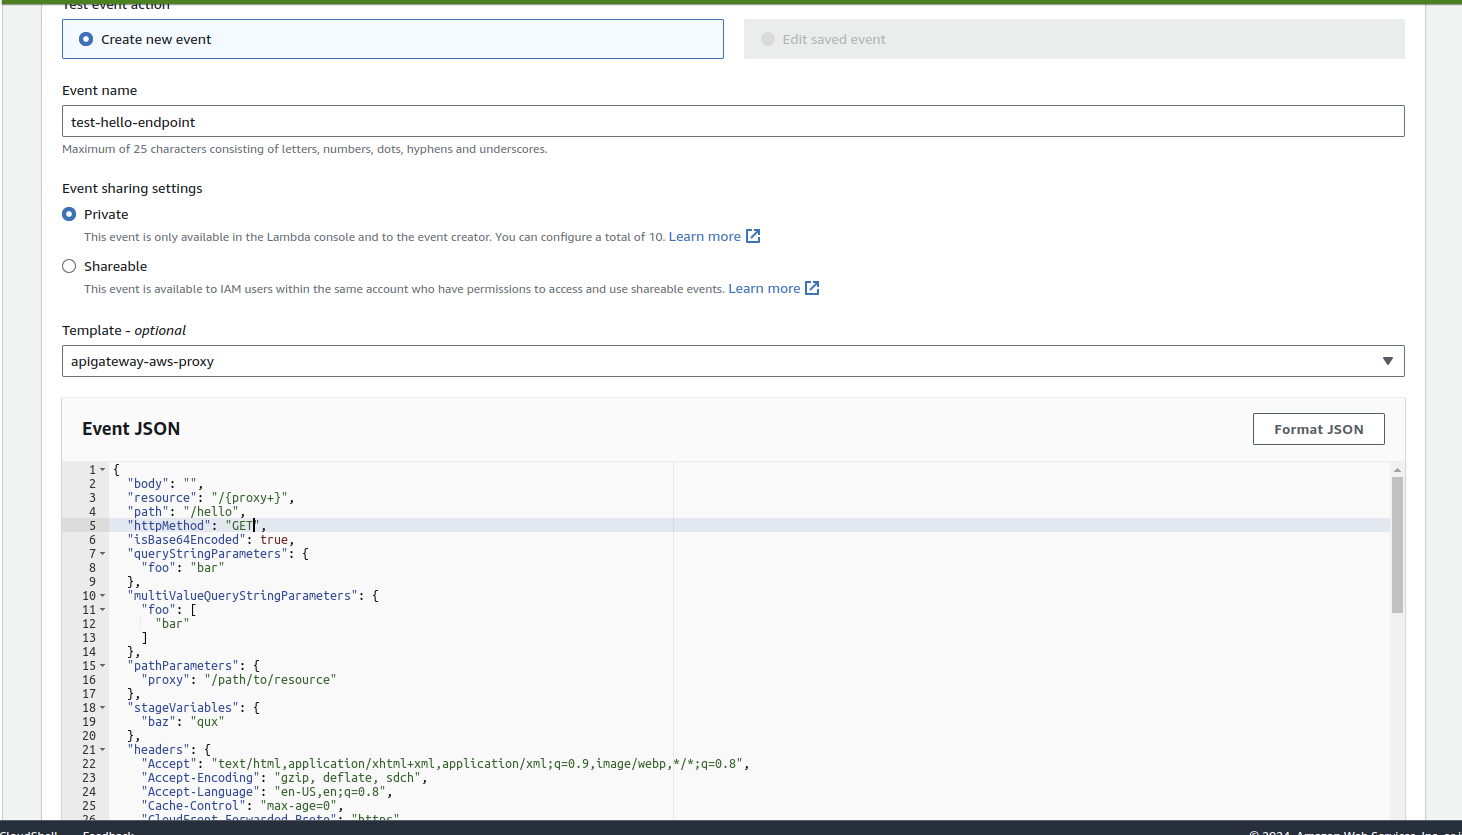 Test event action
Create new event
Edit saved event
Event name
test-hello-endpoint
Maximum of 25 characters consisting of letters, numbers, dots, hyphens and underscores.
Event sharing settings
Private
This event is only available in the Lambda console and to the event creator. You can configure a total of 10. Learn more
Shareable
This event is available to IAM users within the same account who have permissions to access and use shareable events. Learn more
Template - optional
apigateway-aws-proxy
Event JSON
Format JSON
1 {
2 "body": "",
3 "resource": "/{proxy+}",
4 "path": "/hello",
5 "httpMethod": "GET",
6 "isBase64Encoded": true,
7 "queryStringParameters": {
8 "foo": "bar"
9 },
10 "multiValueQueryStringParameters": {
11 "foo": [
12 "bar"
13 ]
14 },
15 "pathParameters": {
16 "proxy": "/path/to/resource"
17 },
18 "stageVariables": {
19 "baz": "qux"
20 },
21 "headers": {
22 "Accept": "text/html,application/xhtml+xml,application/xml;q=0.9,image/webp,*/*;q=0.8",
23 "Accept-Encoding": "gzip, deflate, sdch",
24 "Accept-Language": "en-US,en;q=0.8",
25 "Cache-Control": "max-age=0",
26 "CloudFront-Forwarded-Proto": "https"
CloudShell Feedback © 2024, Amazon Web Services, Inc. or i